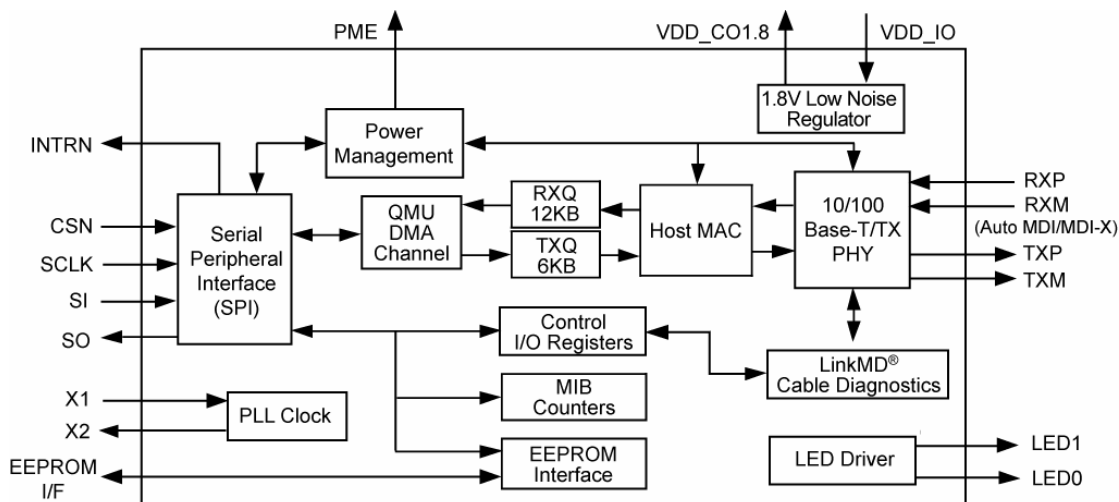 PME
VDD_CO1.8
VDD_IO
1.8V Low Noise
Regulator
Power
Management
INTRN
CSN
SCLK
SI
SO
Serial
Peripheral
Interface
(SPI)
QMU
DMA
Channel
RXQ
12KB
TXQ
6KB
Host MAC
10/100
Base-T/TX
PHY
RXP
RXM
(Auto MDI/MDI-X)
TXP
TXM
Control
I/O Registers
LinkMD®
Cable Diagnostics
MIB
Counters
X1
X2
PLL Clock
EEPROM
I/F
EEPROM
Interface
LED Driver
LED1
LED0